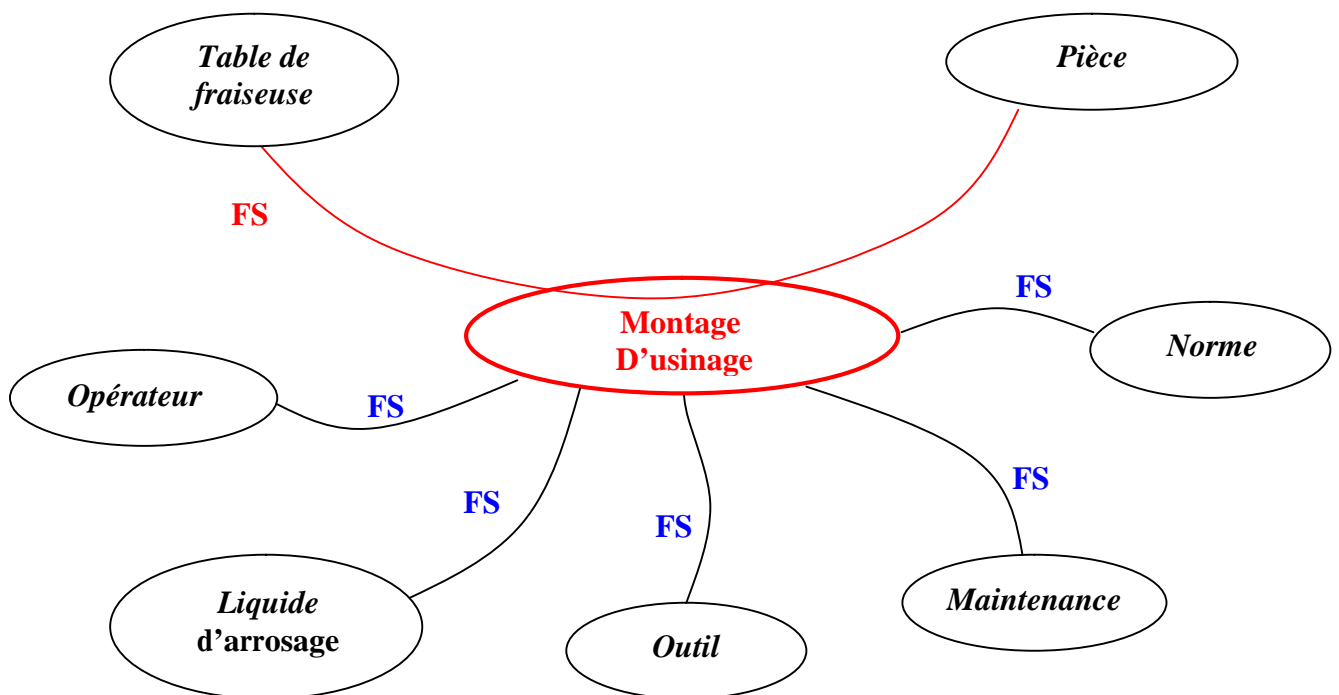 Table de
fraiseuse
Pièce
FS
FS
Montage
D’usinage
Norme
Opérateur
FS
FS
FS
FS
Liquide
d’arrosage
Outil
Maintenance